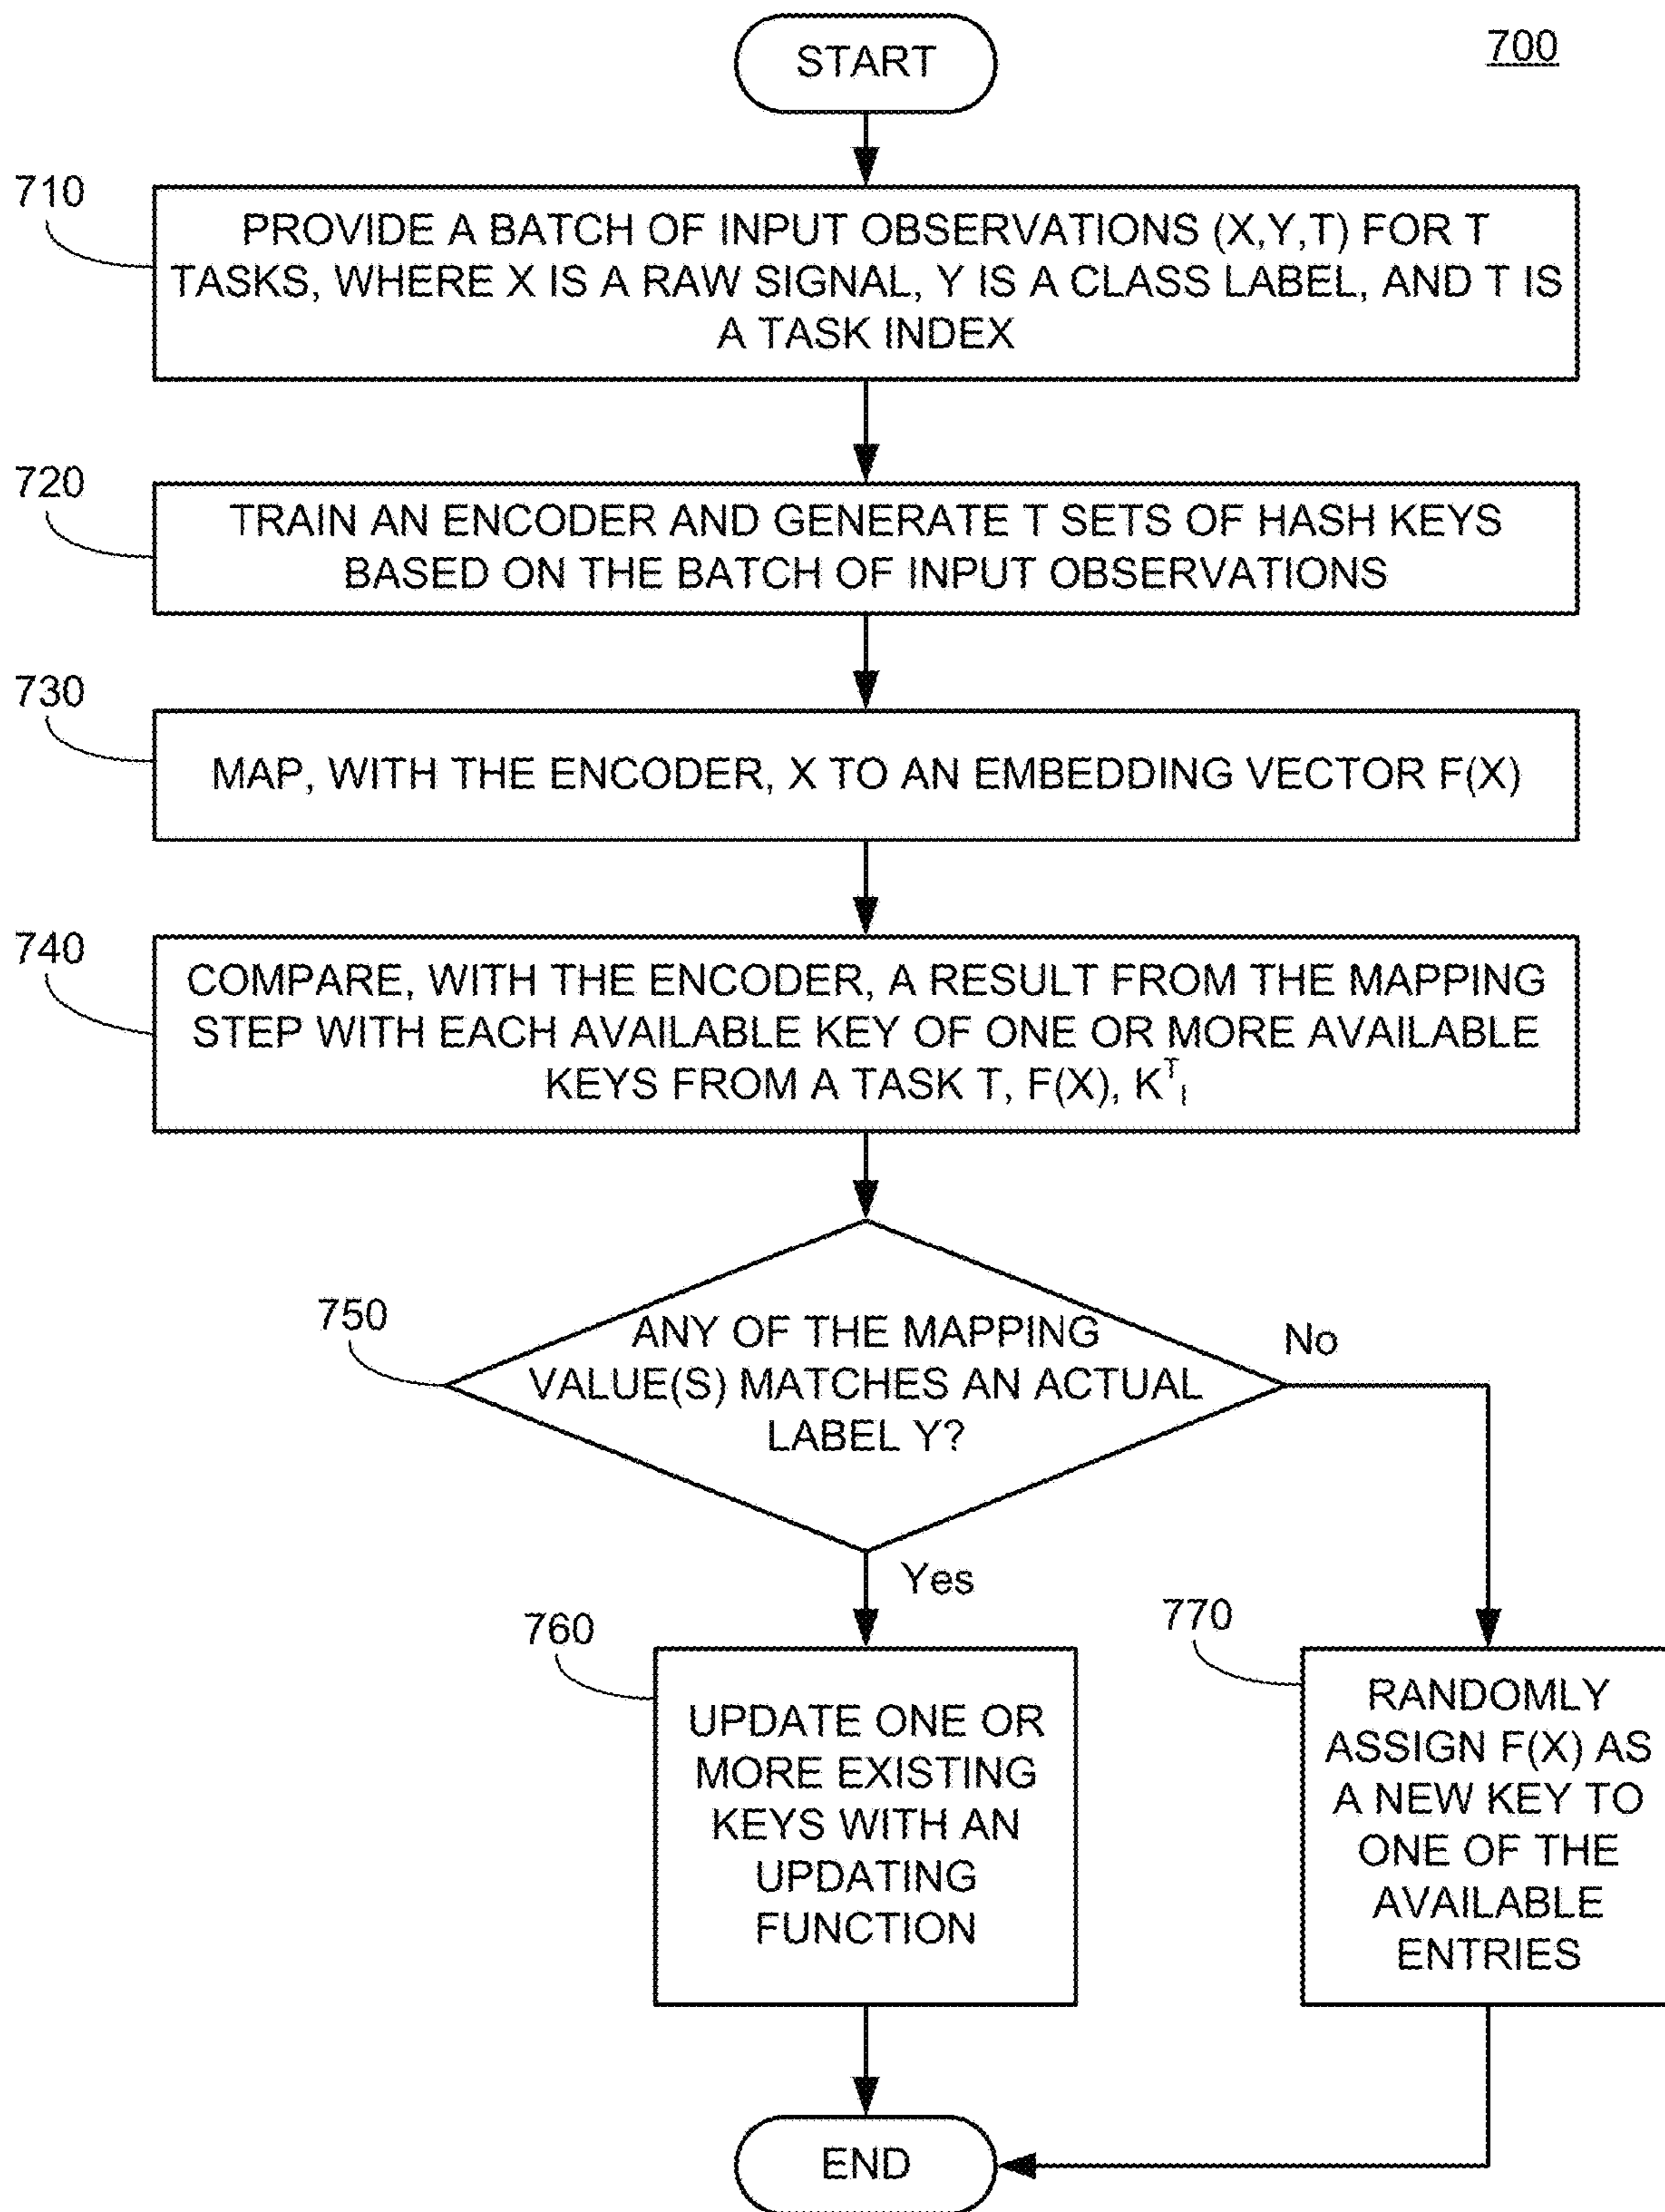 START
700
710
PROVIDE A BATCH OF INPUT OBSERVATIONS (X,Y,T) FOR T
TASKS, WHERE X IS A RAW SIGNAL, Y IS A CLASS LABEL, AND T IS
A TASK INDEX
720
TRAIN AN ENCODER AND GENERATE T SETS OF HASH KEYS
BASED ON THE BATCH OF INPUT OBSERVATIONS
730
MAP, WITH THE ENCODER, X TO AN EMBEDDING VECTOR F(X)
740
COMPARE, WITH THE ENCODER, A RESULT FROM THE MAPPING
STEP WITH EACH AVAILABLE KEY OF ONE OR MORE AVAILABLE
KEYS FROM A TASK T, F(X), K^T_I
750
ANY OF THE MAPPING
VALUE(S) MATCHES AN ACTUAL
LABEL Y?
No
Yes
760
UPDATE ONE OR
MORE EXISTING
KEYS WITH AN
UPDATING
FUNCTION
770
RANDOMLY
ASSIGN F(X) AS
A NEW KEY TO
ONE OF THE
AVAILABLE
ENTRIES
END